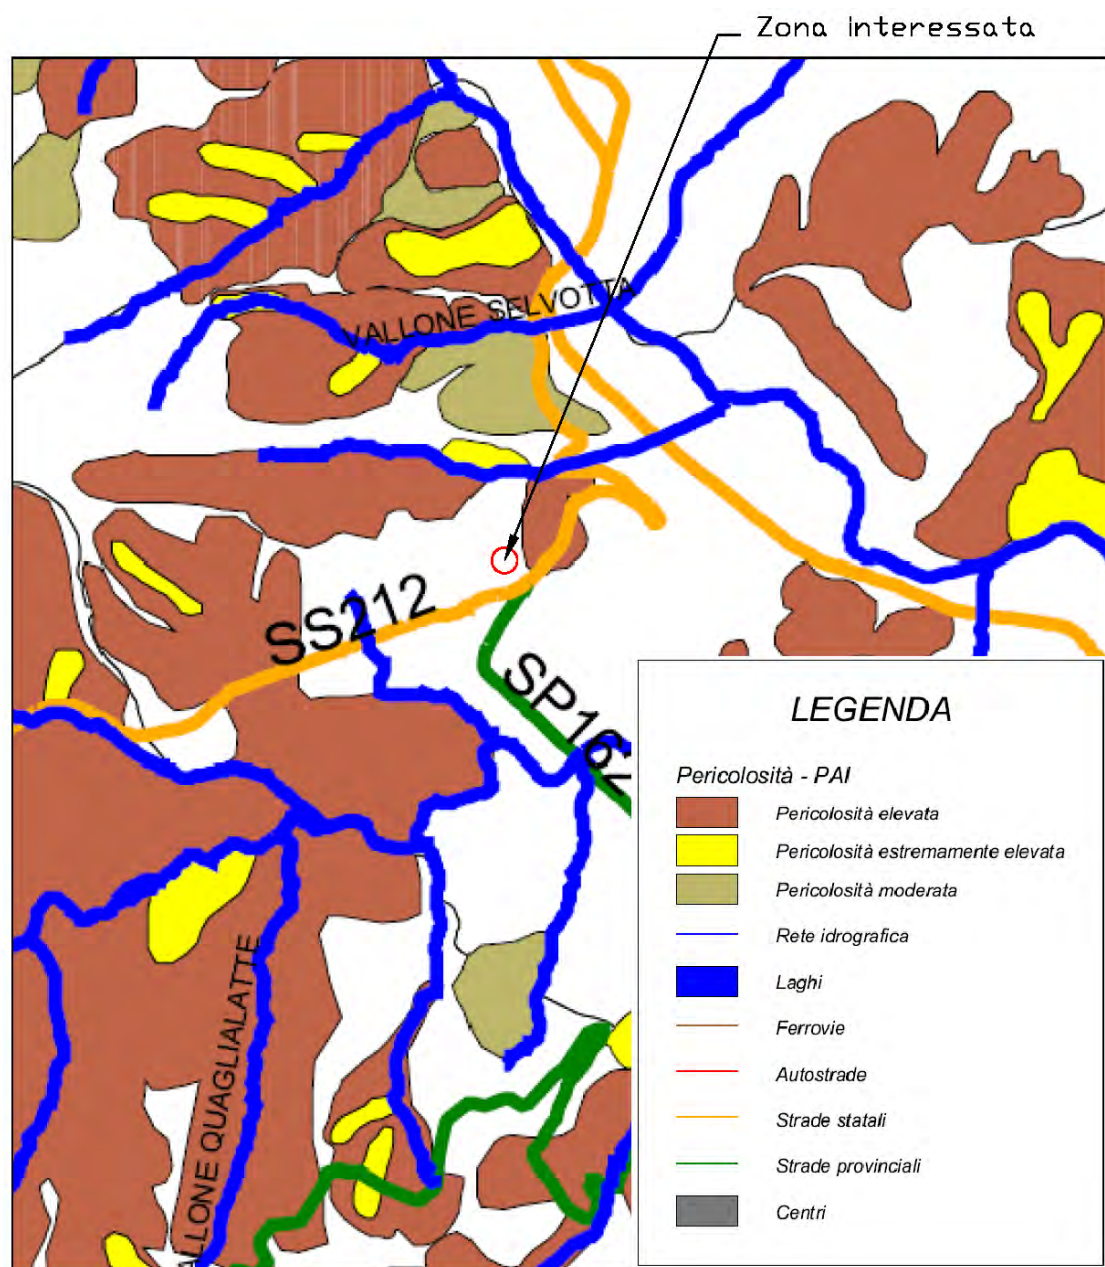 Zona interessata
VALLONE SELVOTTA
SS212
SP162
VALLONE QUAGLIALATTE
LEGENDA
Pericolosità - PAI
Pericolosità elevata
Pericolosità estremamente elevata
Pericolosità moderata
Rete idrografica
Laghi
Ferrovie
Autostrade
Strade statali
Strade provinciali
Centri